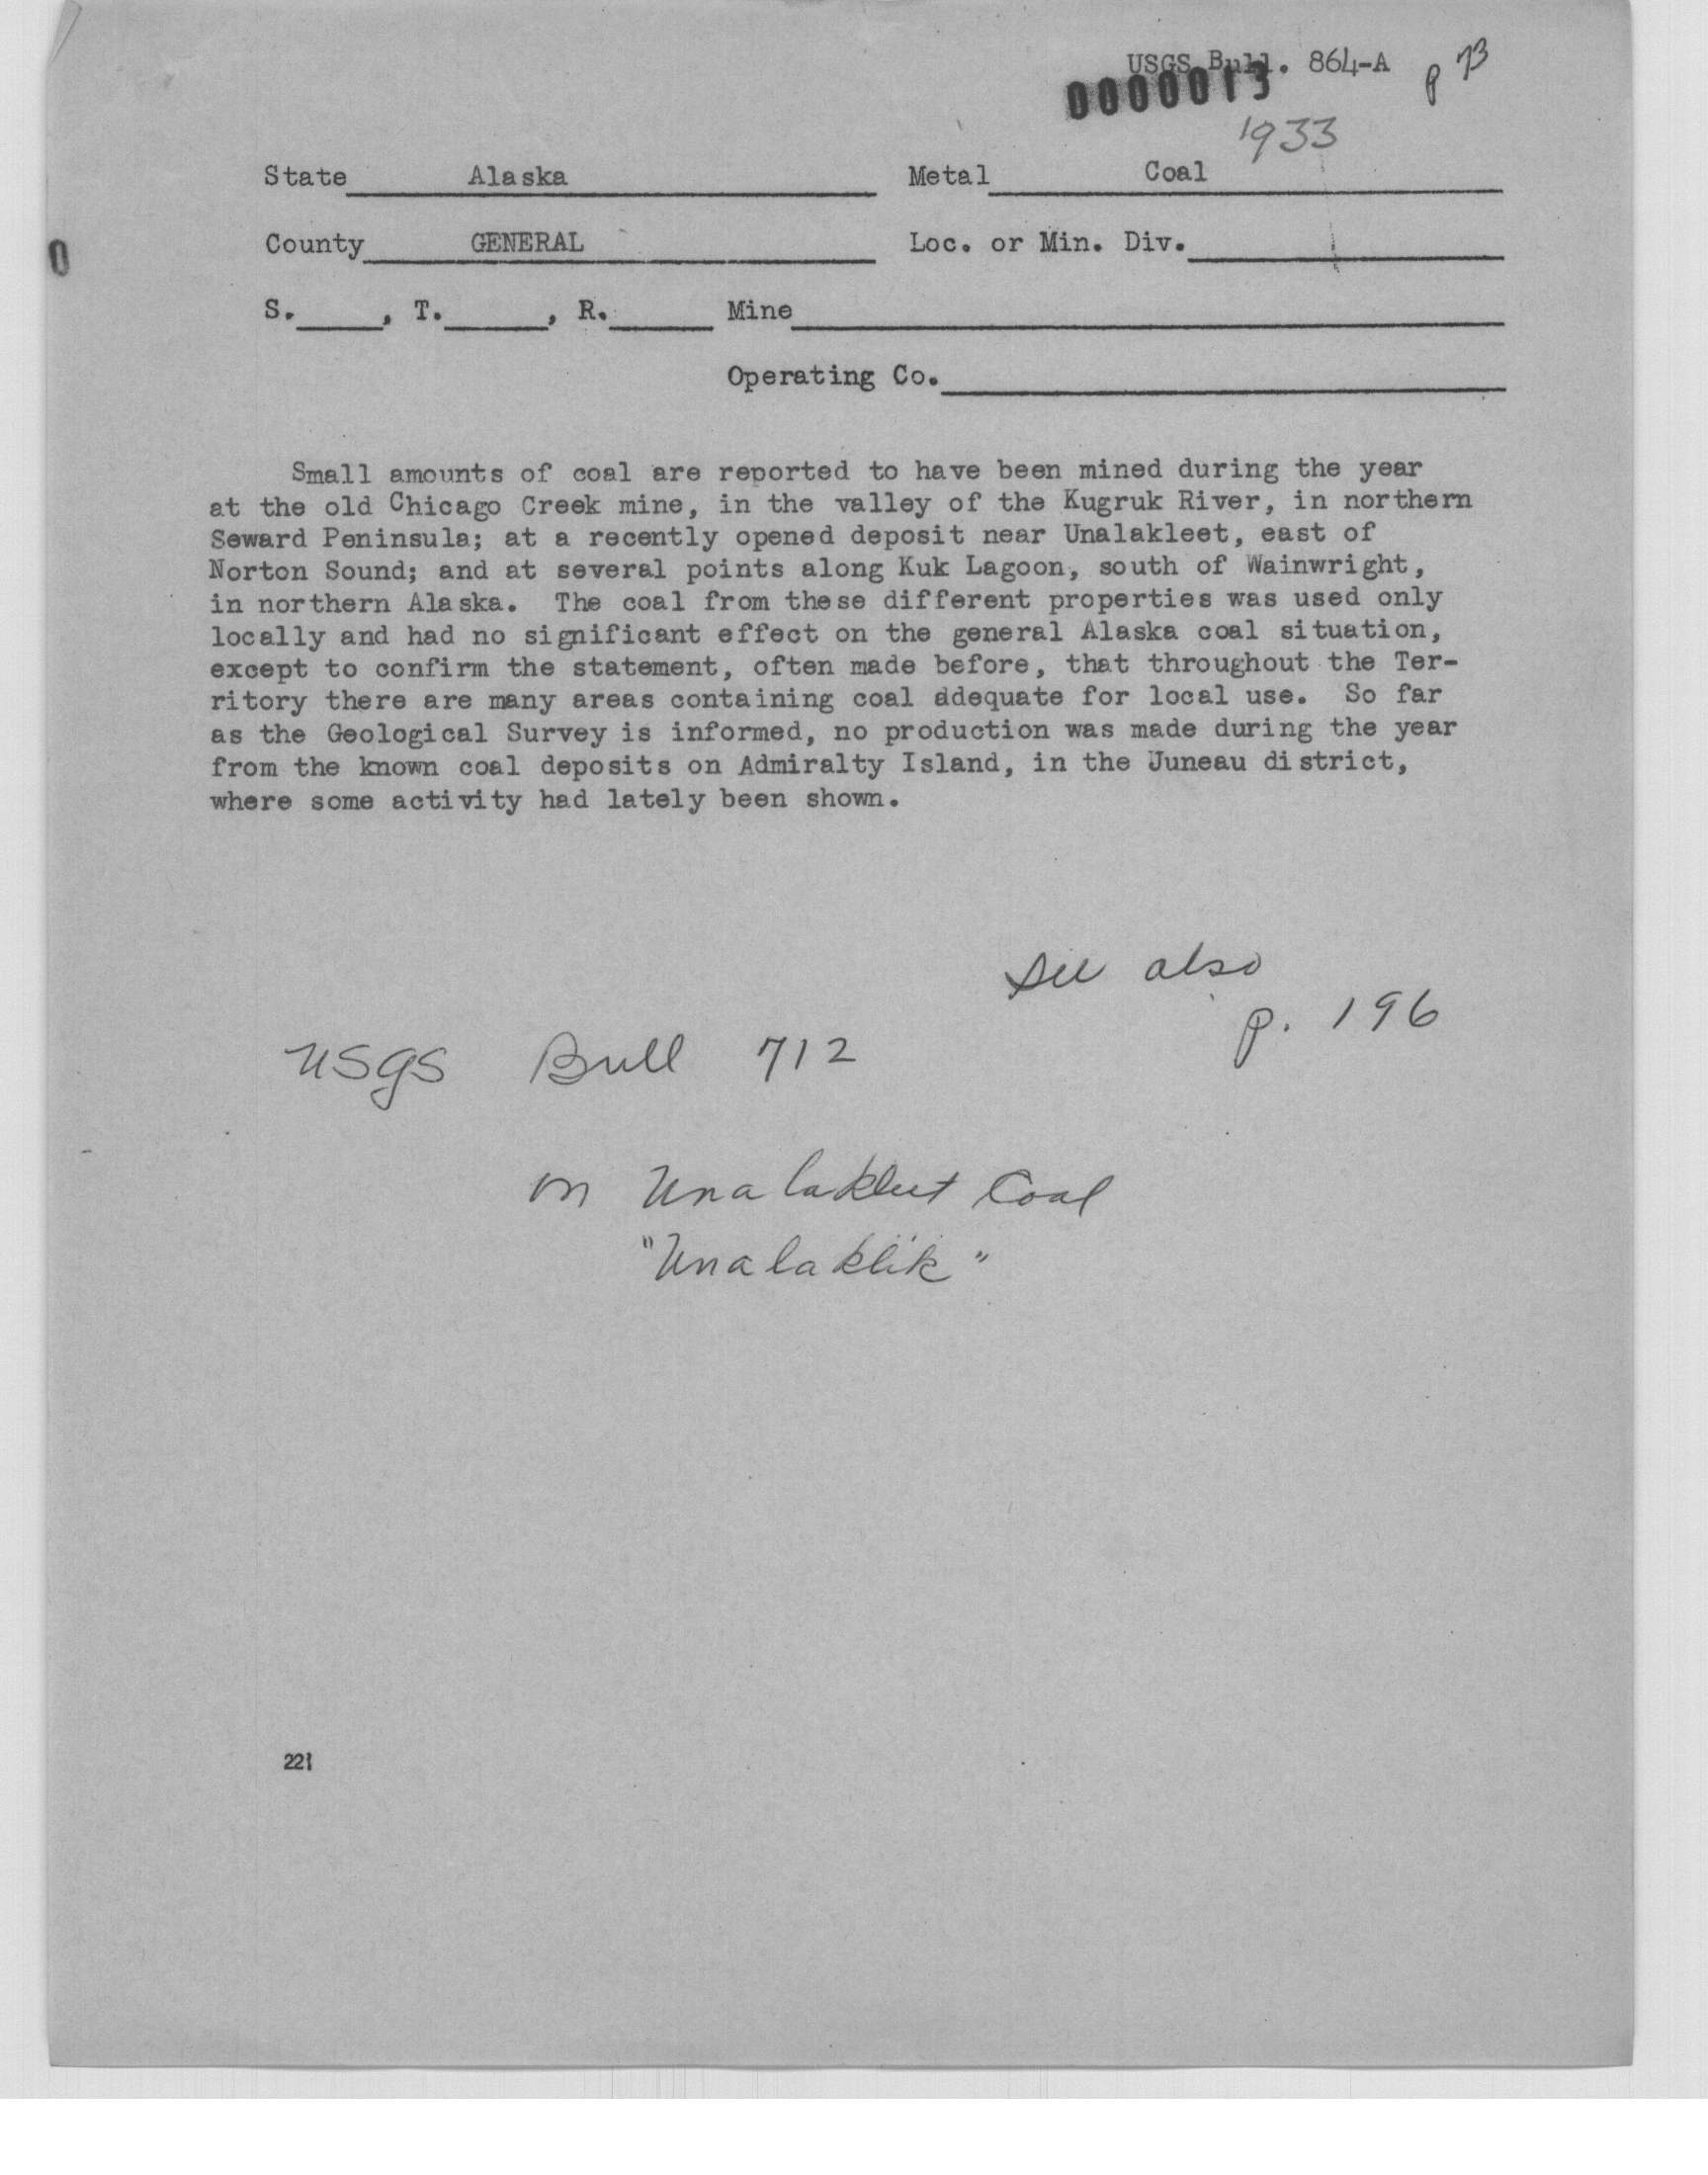 USGS Bull. 864-A p 73
0000013
1933
State Alaska Metal Coal
County GENERAL Loc. or Min. Div.
S. , T. , R. Mine
Operating Co.
Small amounts of coal are reported to have been mined during the year
at the old Chicago Creek mine, in the valley of the Kugruk River, in northern
Seward Peninsula; at a recently opened deposit near Unalakleet, east of
Norton Sound; and at several points along Kuk Lagoon, south of Wainwright,
in northern Alaska. The coal from these different properties was used only
locally and had no significant effect on the general Alaska coal situation,
except to confirm the statement, often made before, that throughout the Ter-
ritory there are many areas containing coal adequate for local use. So far
as the Geological Survey is informed, no production was made during the year
from the known coal deposits on Admiralty Island, in the Juneau district,
where some activity had lately been shown.
see also
p. 196
USGS Bull 712
on Unalakleet Coal
"Unalaklik"
221
0